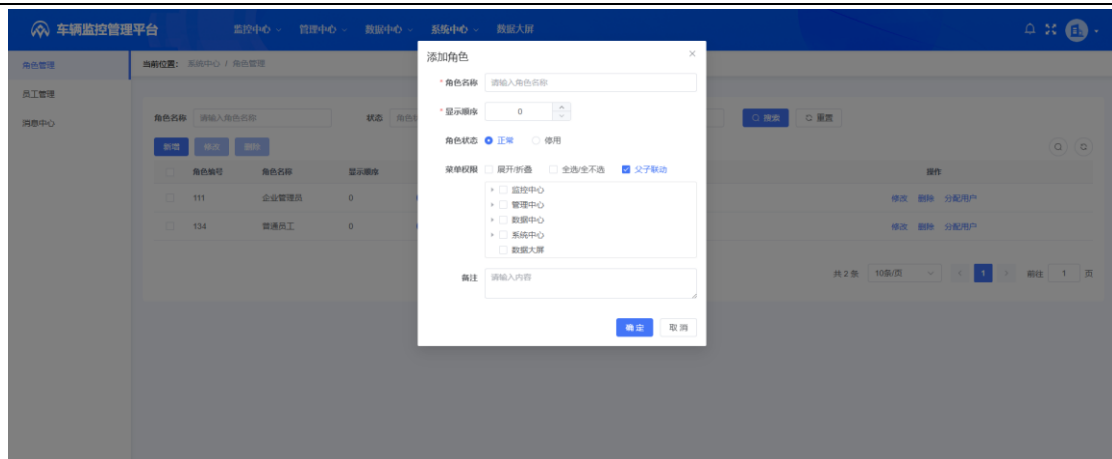 车辆监控管理平台 监控中心 管理中心 数据中心 系统中心 数据大屏
角色管理
员工管理
消息中心
当前位置： 系统中心 / 角色管理
角色名称 请输入角色名称 状态 角色 搜索 重置
新增 修改 删除
角色编号 角色名称 显示顺序 操作
111 企业管理员 0 修改 删除 分配用户
134 普通员工 0 修改 删除 分配用户
共 2 条 10条/页 1 前往 1 页
添加角色
* 角色名称 请输入角色名称
* 显示顺序 0
角色状态 正常 停用
菜单权限 展开/折叠 全选/全不选 父子联动
监控中心
管理中心
数据中心
系统中心
数据大屏
备注 请输入内容
确 定 取 消